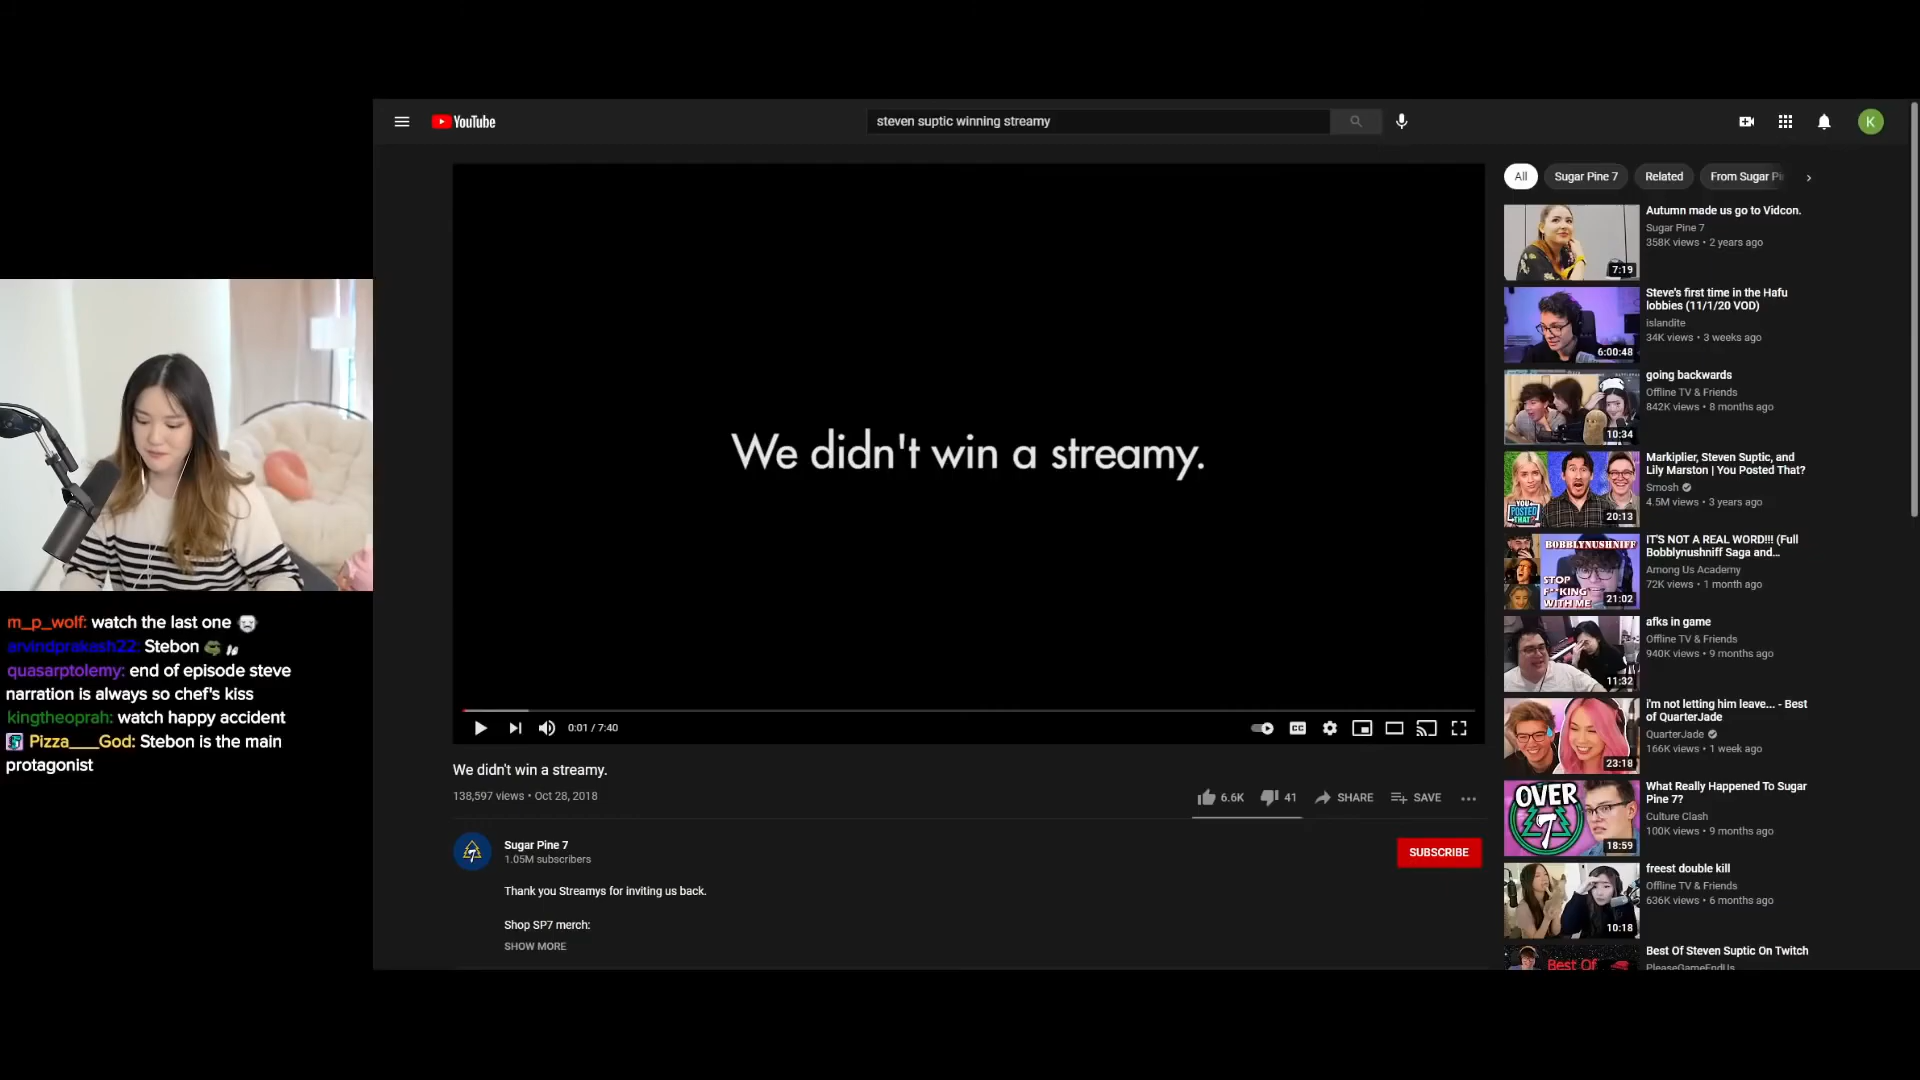 YouTube
steven suptic winning streamy
K
We didn't win a streamy.
0:01 / 7:40
We didn't win a streamy.
138,597 views • Oct 28, 2018
6.6K
41
SHARE
SAVE
Sugar Pine 7
1.05M subscribers
SUBSCRIBE
Thank you Streamys for inviting us back.
Shop SP7 merch:
SHOW MORE
m_p_wolf: watch the last one
arvindprakash22: Stebon
quasarptolemy: end of episode steve
narration is always so chef's kiss
kingtheoprah: watch happy accident
Pizza___God: Stebon is the main
protagonist
All
Sugar Pine 7
Related
From Sugar Pi
7:19
Autumn made us go to Vidcon.
Sugar Pine 7
358K views • 2 years ago
6:00:48
Steve's first time in the Hafu
lobbies (11/1/20 VOD)
islandite
34K views • 3 weeks ago
10:34
going backwards
Offline TV & Friends
842K views • 8 months ago
YOU
POSTED
THAT?
20:13
Markiplier, Steven Suptic, and
Lily Marston | You Posted That?
Smosh
4.5M views • 3 years ago
BOBBLYNUSHNIFF
STOP
F**KING
WITH ME
21:02
IT'S NOT A REAL WORD!!! (Full
Bobblynushniff Saga and...
Among Us Academy
72K views • 1 month ago
11:32
afks in game
Offline TV & Friends
940K views • 9 months ago
23:18
i'm not letting him leave... - Best
of QuarterJade
QuarterJade
166K views • 1 week ago
OVER
7
18:59
What Really Happened To Sugar
Pine 7?
Culture Clash
100K views • 9 months ago
10:18
freest double kill
Offline TV & Friends
636K views • 6 months ago
Best Of
Best Of Steven Suptic On Twitch
PleaseGameEndUs